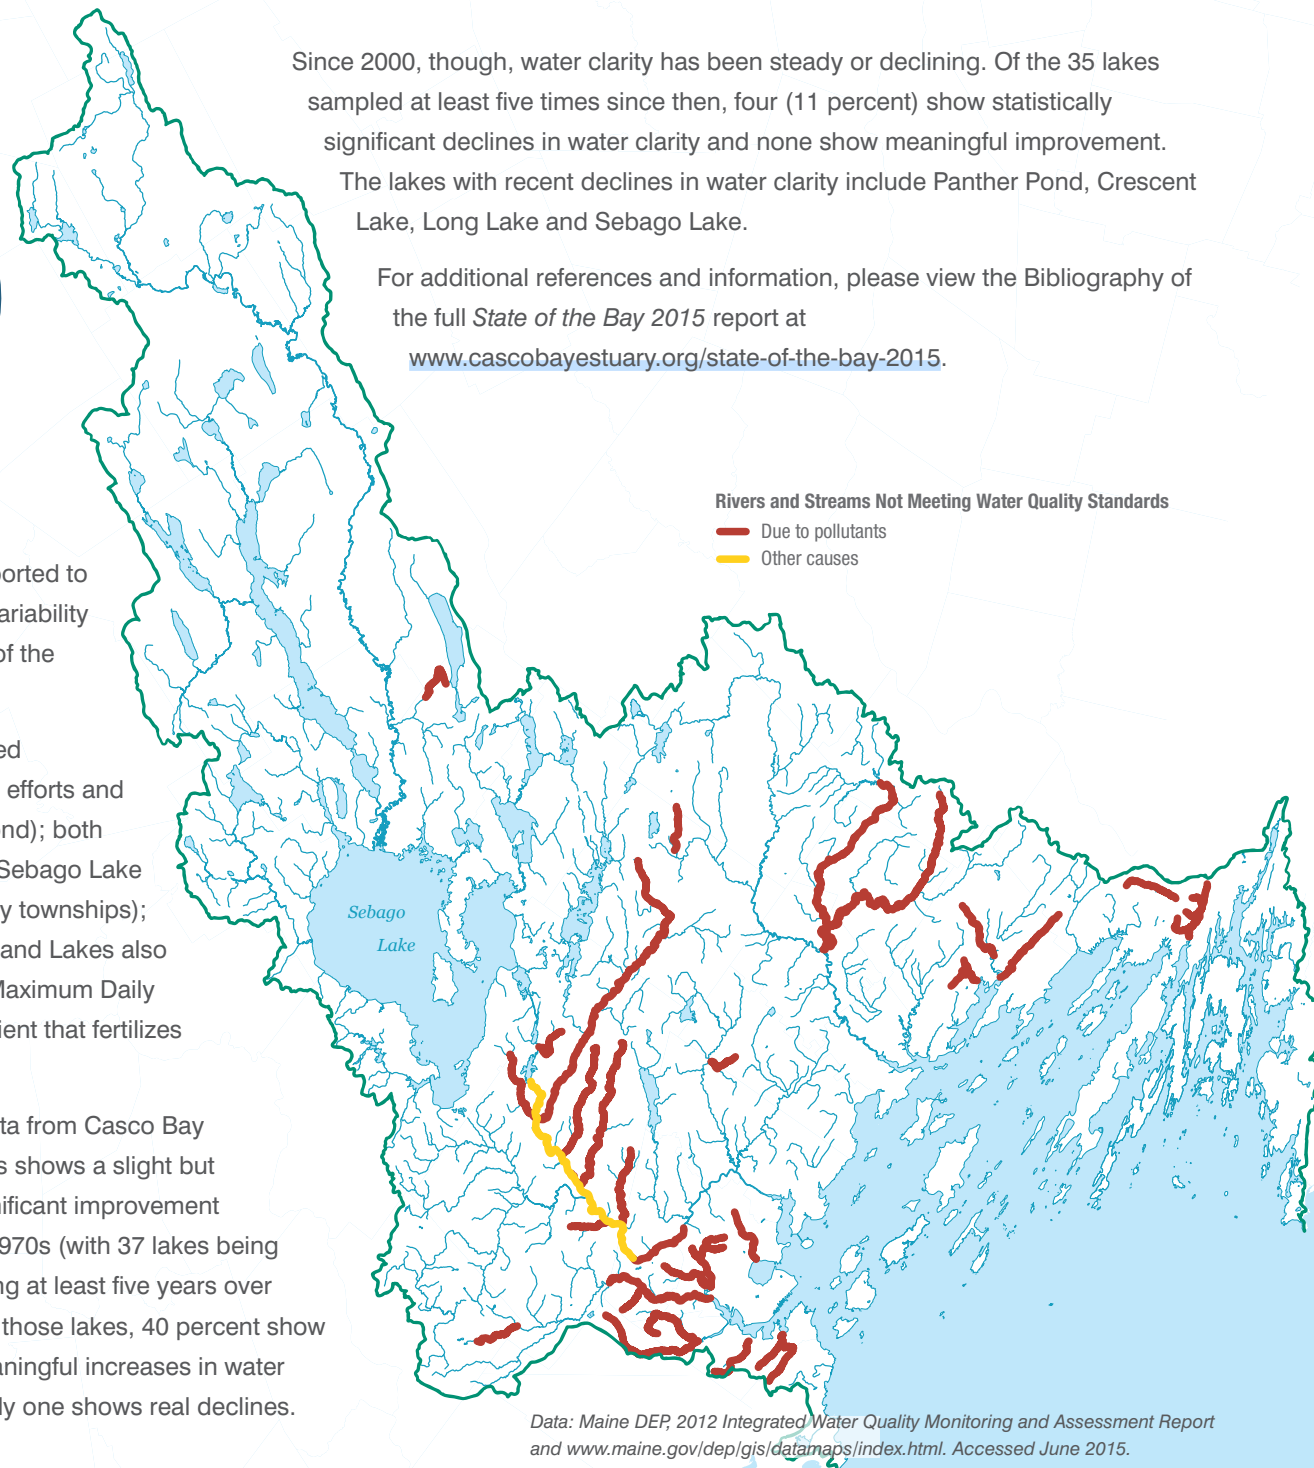 Since 2000, though, water clarity has been steady or declining. Of the 35 lakes
sampled at least five times since then, four (11 percent) show statistically
significant declines in water clarity and none show meaningful improvement.
The lakes with recent declines in water clarity include Panther Pond, Crescent
Lake, Long Lake and Sebago Lake.
For additional references and information, please view the Bibliography of
the full State of the Bay 2015 report at
www.cascobayestuary.org/state-of-the-bay-2015.
Rivers and Streams Not Meeting Water Quality Standards
Due to pollutants
Other causes
orted to
ariability
of the
ed
efforts and
ond); both
Sebago Lake
y townships);
and Lakes also
Maximum Daily
ient that fertilizes
ta from Casco Bay
s shows a slight but
nificant improvement
970s (with 37 lakes being
ng at least five years over
those lakes, 40 percent show
aningful increases in water
ly one shows real declines.
Sebago
Lake
Data: Maine DEP, 2012 Integrated Water Quality Monitoring and Assessment Report
and www.maine.gov/dep/gis/datamaps/index.html. Accessed June 2015.